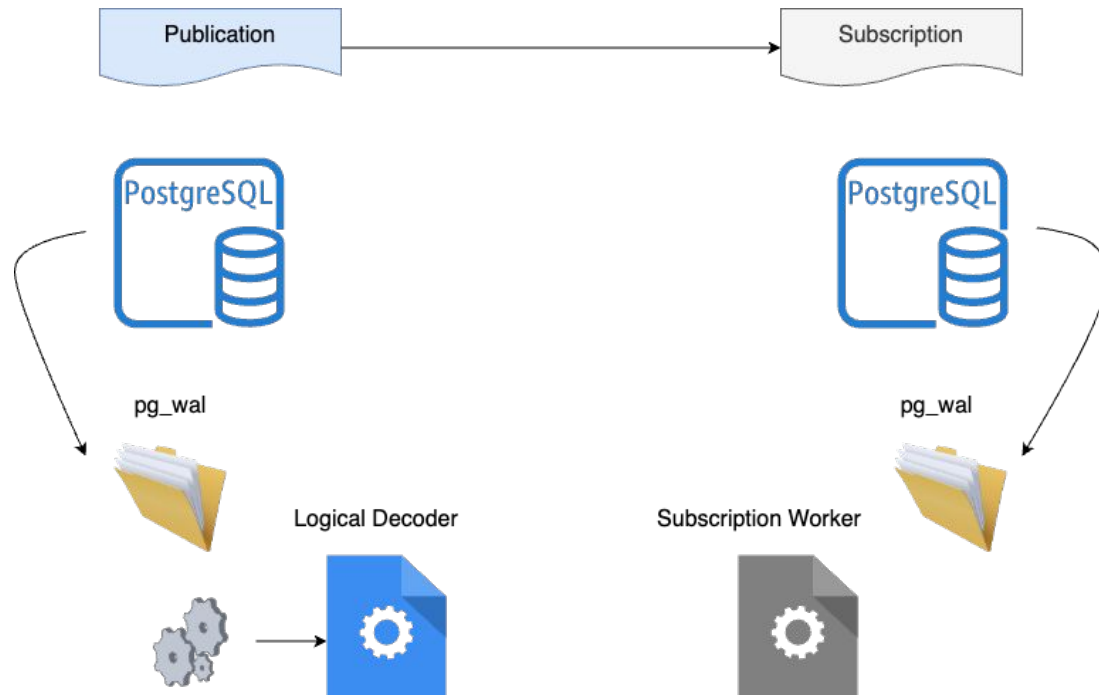 Publication
Subscription
PostgreSQL
PostgreSQL
pg_wal
pg_wal
Logical Decoder
Subscription Worker